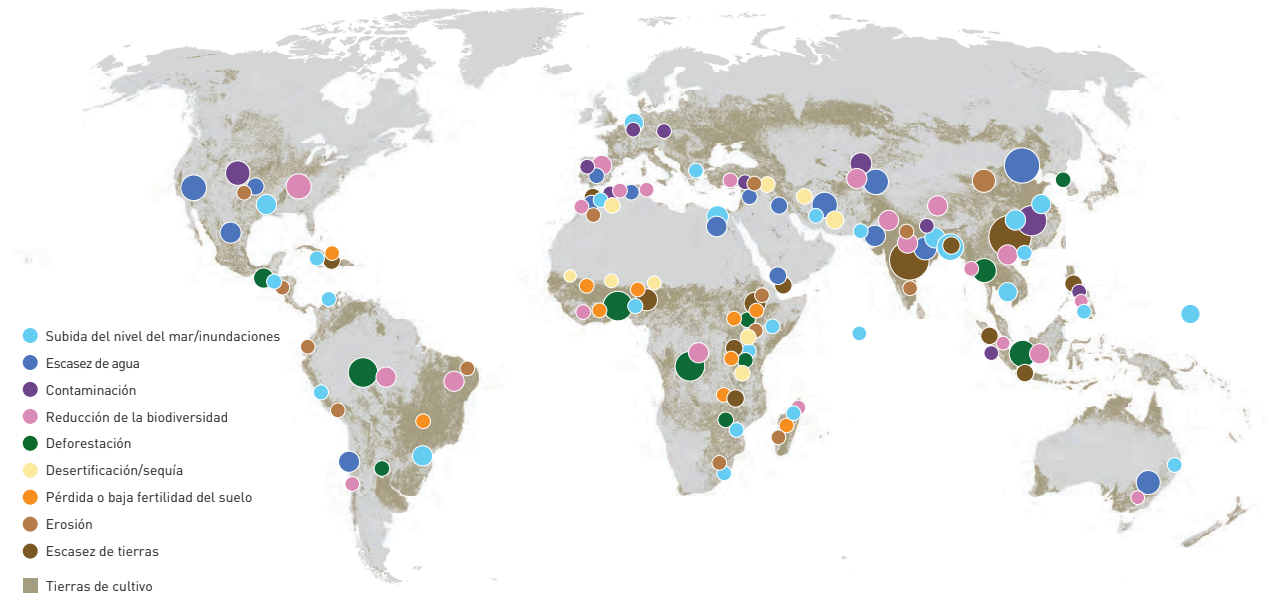 Subida del nivel del mar/inundaciones
Escasez de agua
Contaminación
Reducción de la biodiversidad
Deforestación
Desertificación/sequía
Pérdida o baja fertilidad del suelo
Erosión
Escasez de tierras
Tierras de cultivo